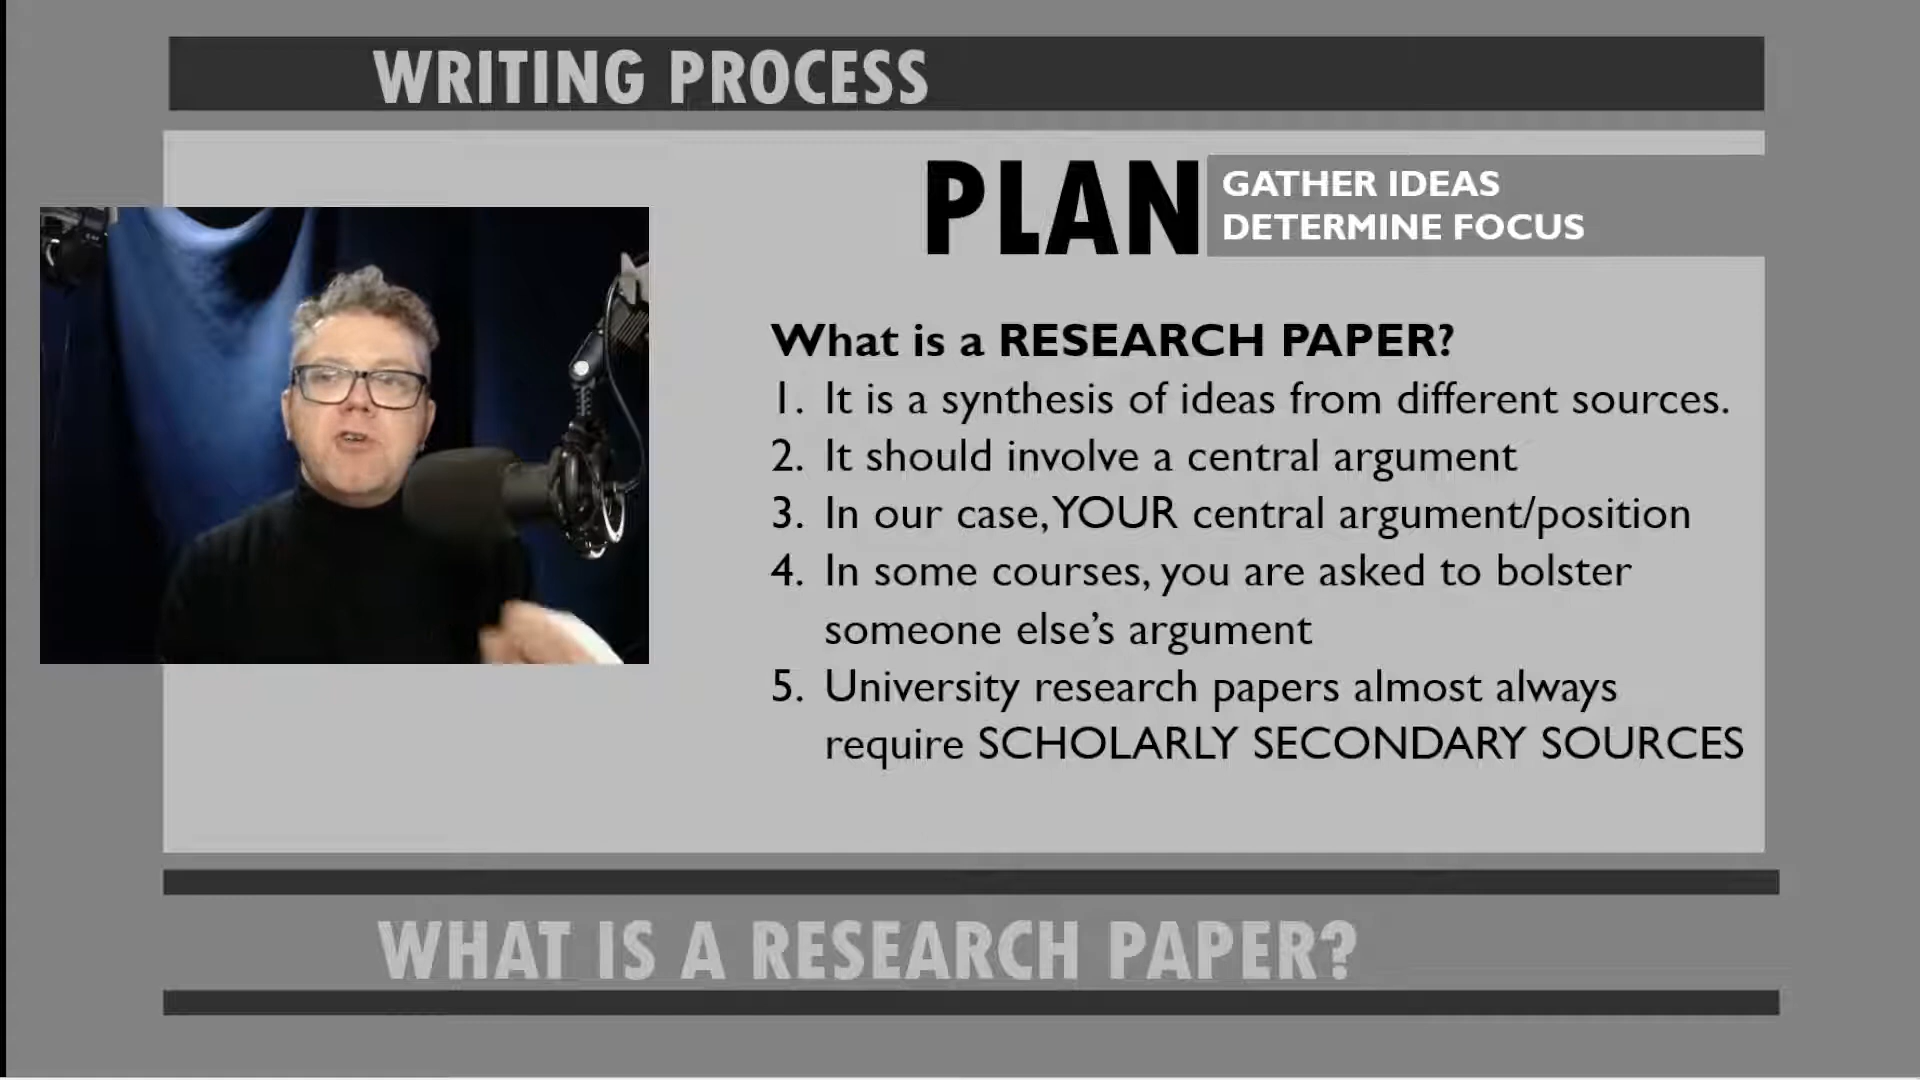 WRITING PROCESS
PLAN
GATHER IDEAS
DETERMINE FOCUS
What is a RESEARCH PAPER?
1. It is a synthesis of ideas from different sources.
2. It should involve a central argument
3. In our case, YOUR central argument/position
4. In some courses, you are asked to bolster
someone else’s argument
5. University research papers almost always
require SCHOLARLY SECONDARY SOURCES
WHAT IS A RESEARCH PAPER?